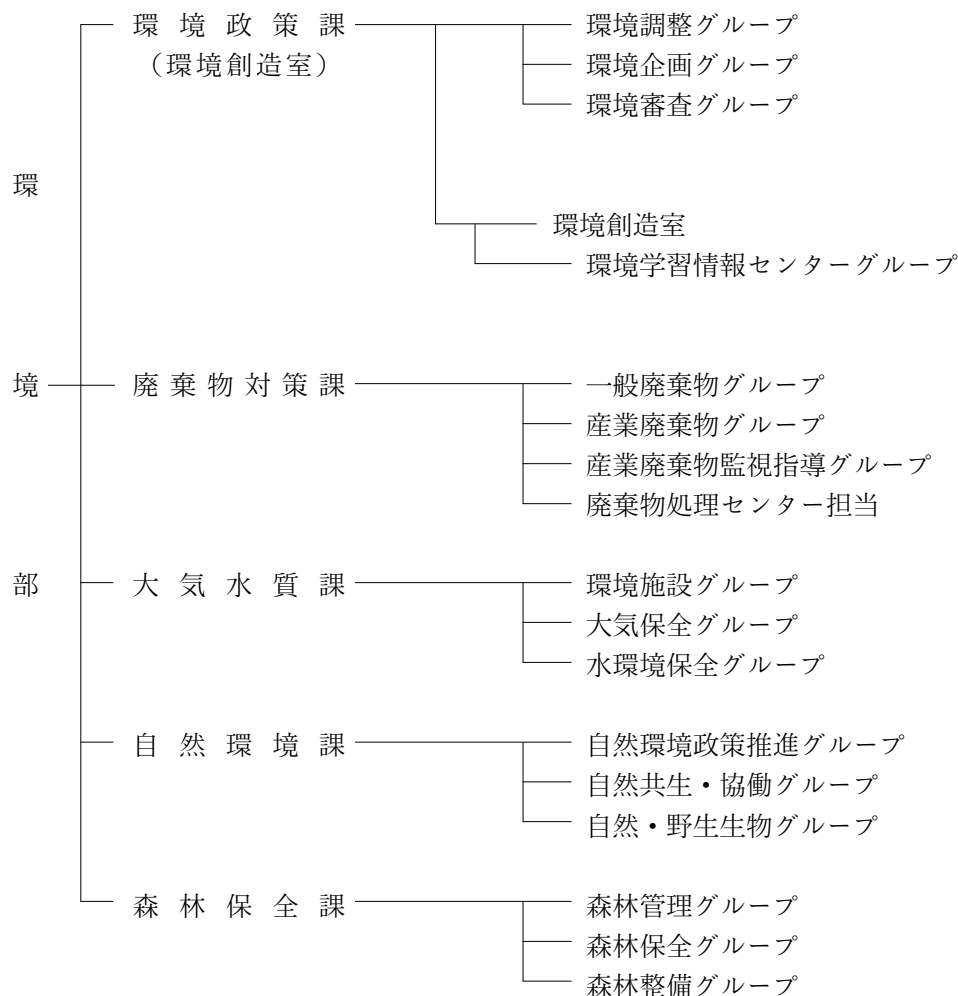 環境部
環境政策課
（環境創造室）
環境調整グループ
環境企画グループ
環境審査グループ
環境創造室
環境学習情報センターグループ
廃棄物対策課
一般廃棄物グループ
産業廃棄物グループ
産業廃棄物監視指導グループ
廃棄物処理センター担当
大気水質課
環境施設グループ
大気保全グループ
水環境保全グループ
自然環境課
自然環境政策推進グループ
自然共生・協働グループ
自然・野生生物グループ
森林保全課
森林管理グループ
森林保全グループ
森林整備グループ